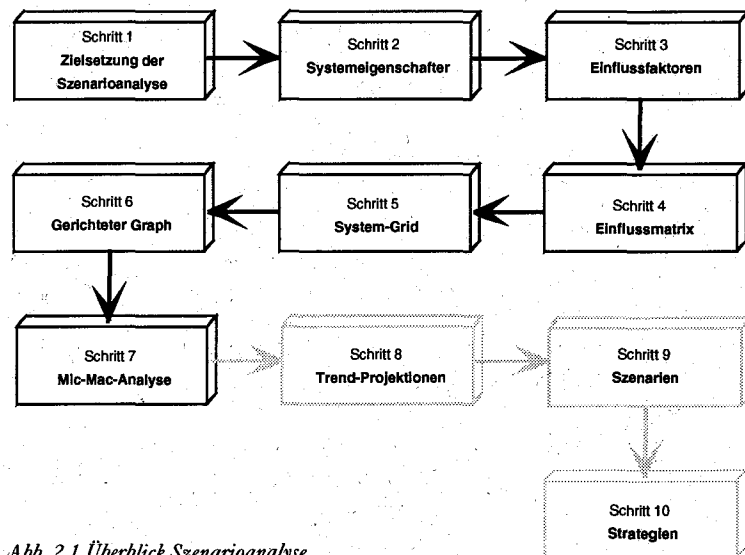 Schritt 1
Zielsetzung der
Szenarioanalyse
Schritt 2
Systemeigenschafter
Schritt 3
Einflussfaktoren
Schritt 6
Gerichteter Graph
Schritt 5
System-Grid
Schritt 4
Einflussmatrix
Schritt 7
Mic-Mac-Analyse
Schritt 8
Trend-Projektionen
Schritt 9
Szenarien
Schritt 10
Strategien
Abb. 2.1 Überblick Szenarioanalyse